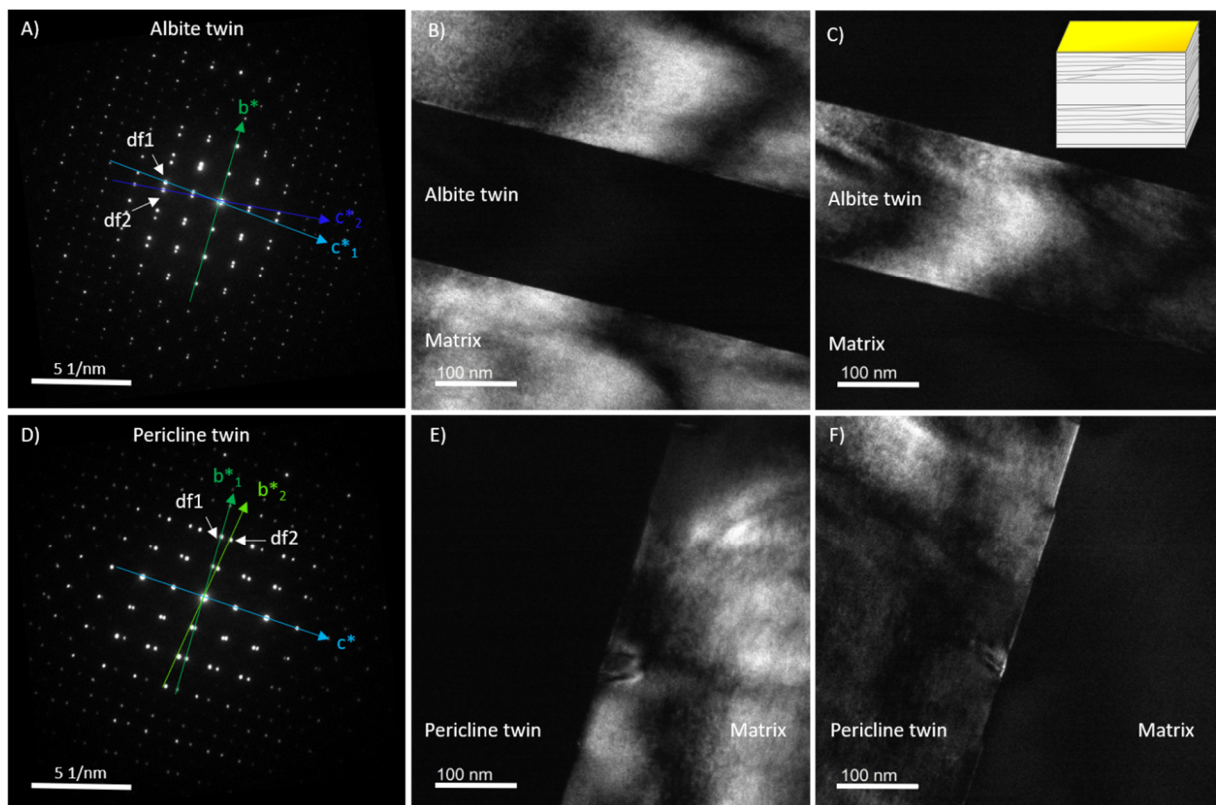 A)
Albite twin
b*
df1
df2
c*2
c*1
5 1/nm
B)
Albite twin
Matrix
100 nm
C)
Albite twin
Matrix
100 nm
D)
Pericline twin
b*1
b*2
df1
df2
c*
5 1/nm
E)
Pericline twin
Matrix
100 nm
F)
Pericline twin
Matrix
100 nm